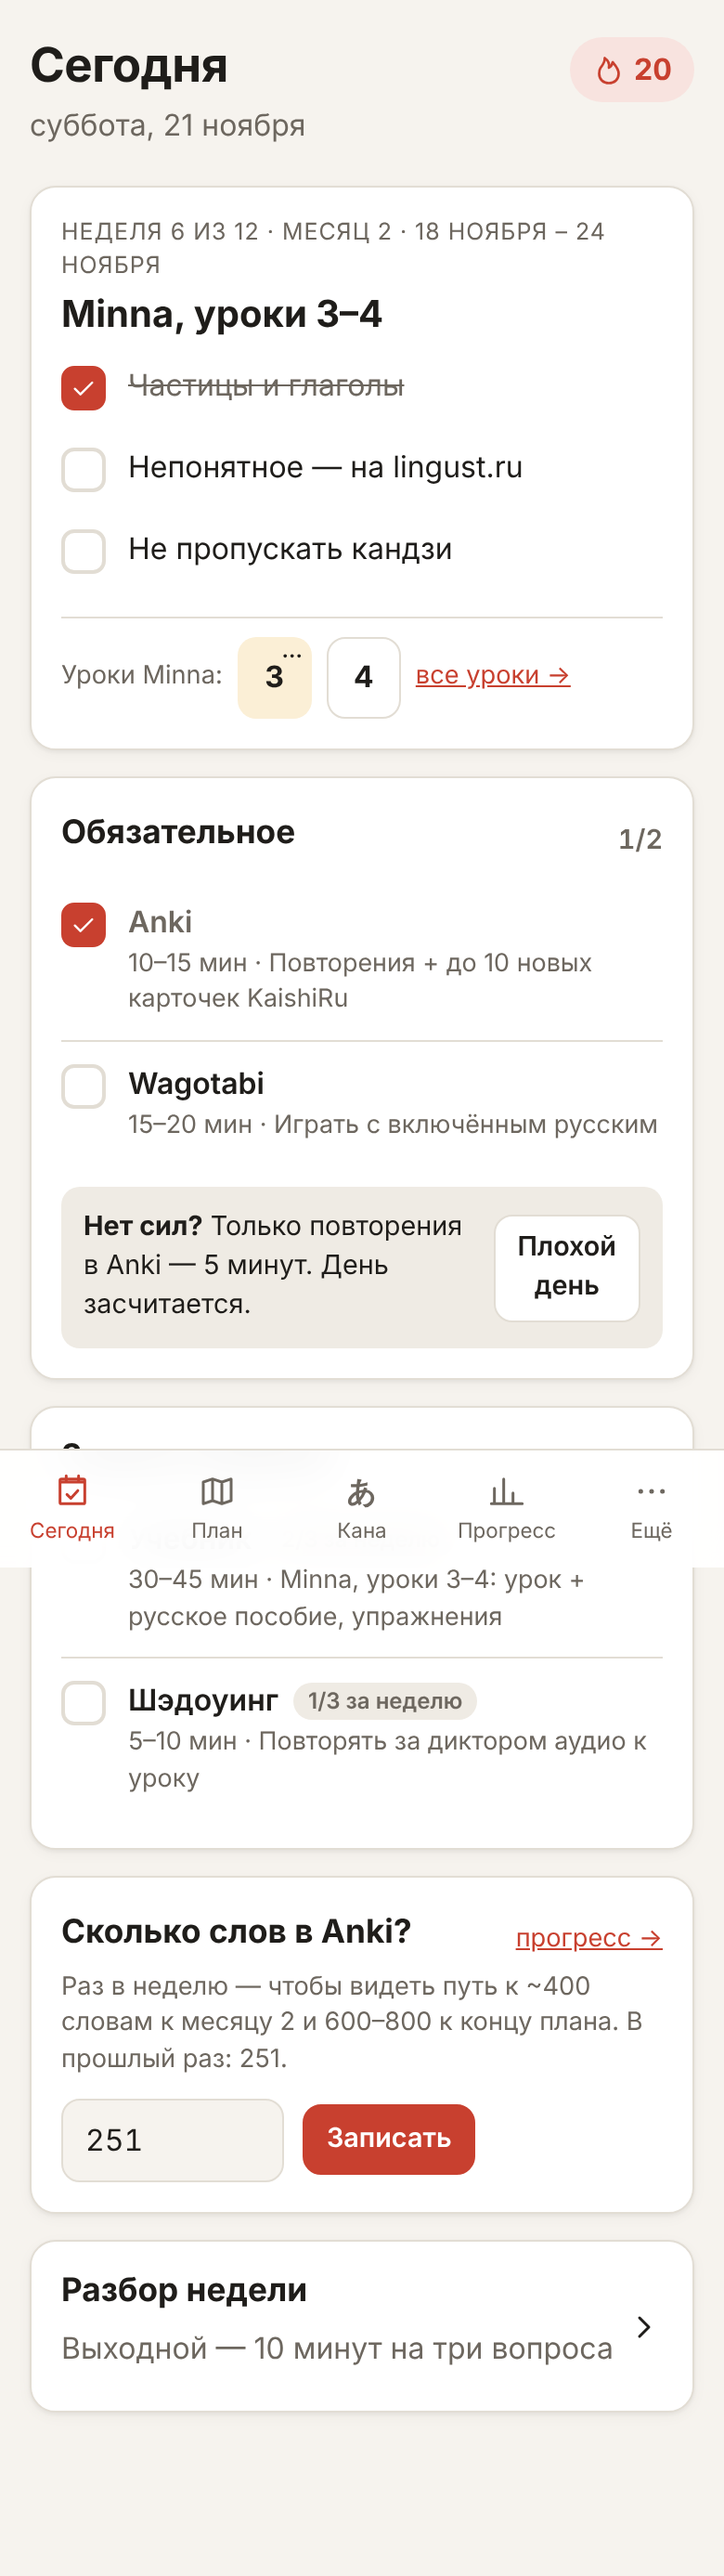 Сегодня
20
суббота, 21 ноября
НЕДЕЛЯ 6 ИЗ 12 · МЕСЯЦ 2 · 18 НОЯБРЯ – 24
НОЯБРЯ
Minna, уроки 3–4
Частицы и глаголы
Непонятное — на lingust.ru
Не пропускать кандзи
Уроки Minna: 3 ··· 4 все уроки →
Обязательное 1/2
Anki
10–15 мин · Повторения + до 10 новых
карточек KaishiRu
Wagotabi
15–20 мин · Играть с включённым русским
Нет сил? Только повторения
в Anki — 5 минут. День
засчитается.
Плохой
день
Сегодня План Кана Прогресс Ещё
あ
30–45 мин · Minna, уроки 3–4: урок +
русское пособие, упражнения
Шэдоуинг 1/3 за неделю
5–10 мин · Повторять за диктором аудио к
уроку
Сколько слов в Anki? прогресс →
Раз в неделю — чтобы видеть путь к ~400
словам к месяцу 2 и 600–800 к концу плана. В
прошлый раз: 251.
251 Записать
Разбор недели
Выходной — 10 минут на три вопроса